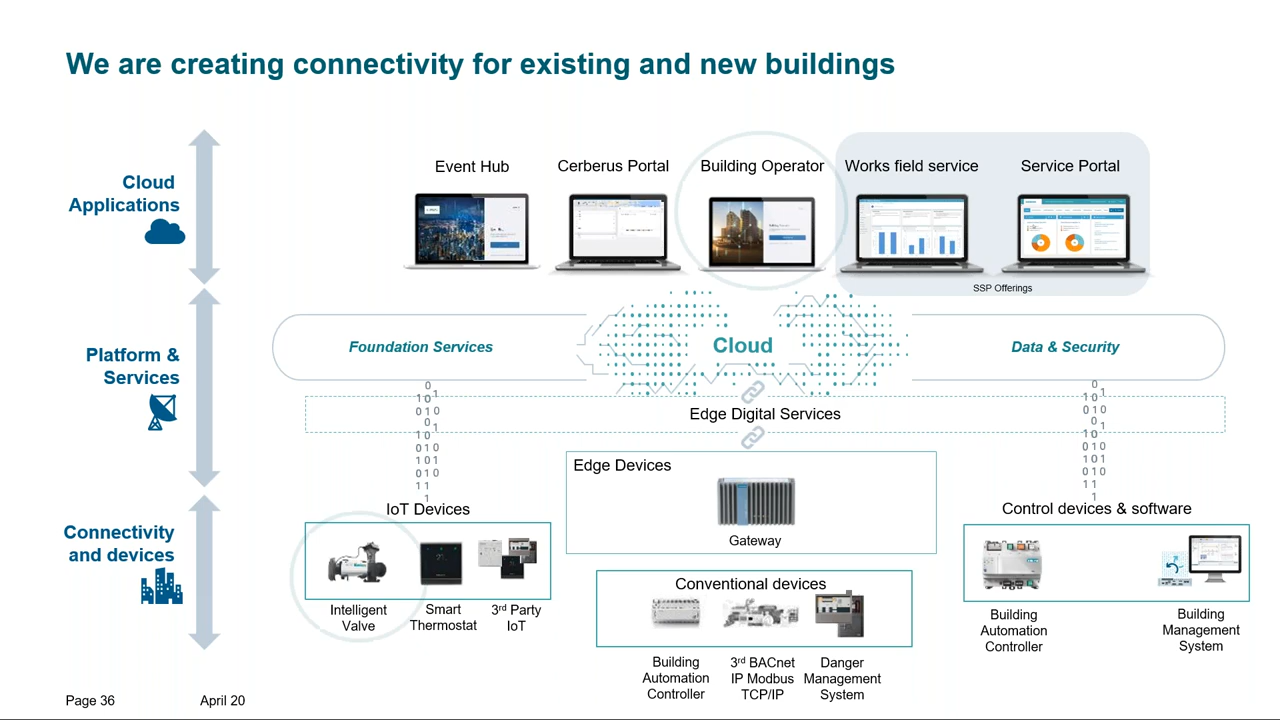 We are creating connectivity for existing and new buildings
Cloud
Applications
Event Hub
Cerberus Portal
Building Operator
Works field service
Service Portal
SSP Offerings
Platform &
Services
Foundation Services
Cloud
Data & Security
Edge Digital Services
Edge Devices
Gateway
Connectivity
and devices
IoT Devices
Intelligent
Valve
Smart
Thermostat
3rd Party
IoT
Conventional devices
Building
Automation
Controller
3rd BACnet
IP Modbus
TCP/IP
Danger
Management
System
Control devices & software
Building
Automation
Controller
Building
Management
System
Page 36
April 20